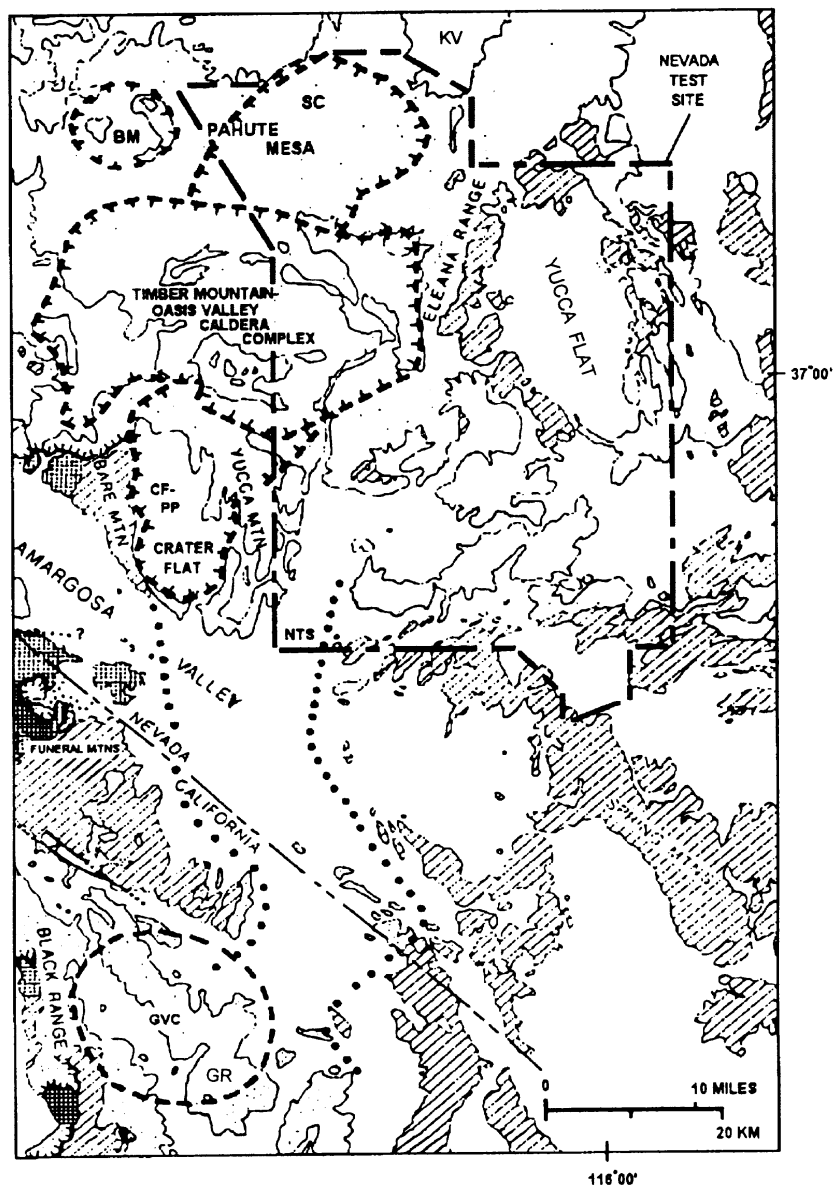 KV
NEVADA
TEST
SITE
SC
BM
PAHUTE
MESA
ELEANA RANGE
YUCCA FLAT
TIMBER MOUNTAIN-
OASIS VALLEY
CALDERA
COMPLEX
37°00'
BARE MTN
YUCCA MTN
CF-
PP
CRATER
FLAT
AMARGOSA
VALLEY
NTS
?
NEVADA
CALIFORNIA
FUNERAL MTNS
BLACK RANGE
GVC
GR
0
10 MILES
20 KM
116°00'